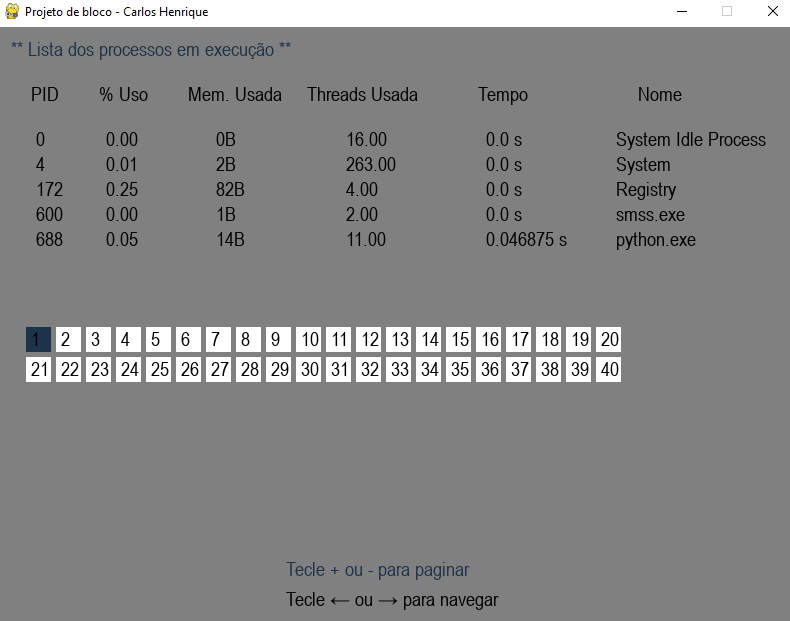 Projeto de bloco - Carlos Henrique
** Lista dos processos em execução **
PID % Uso Mem. Usada Threads Usada Tempo Nome
0 0.00 0B 16.00 0.0 s System Idle Process
4 0.01 2B 263.00 0.0 s System
172 0.25 82B 4.00 0.0 s Registry
600 0.00 1B 2.00 0.0 s smss.exe
688 0.05 14B 11.00 0.046875 s python.exe
1 2 3 4 5 6 7 8 9 10 11 12 13 14 15 16 17 18 19 20
21 22 23 24 25 26 27 28 29 30 31 32 33 34 35 36 37 38 39 40
Tecle + ou - para paginar
Tecle ← ou → para navegar